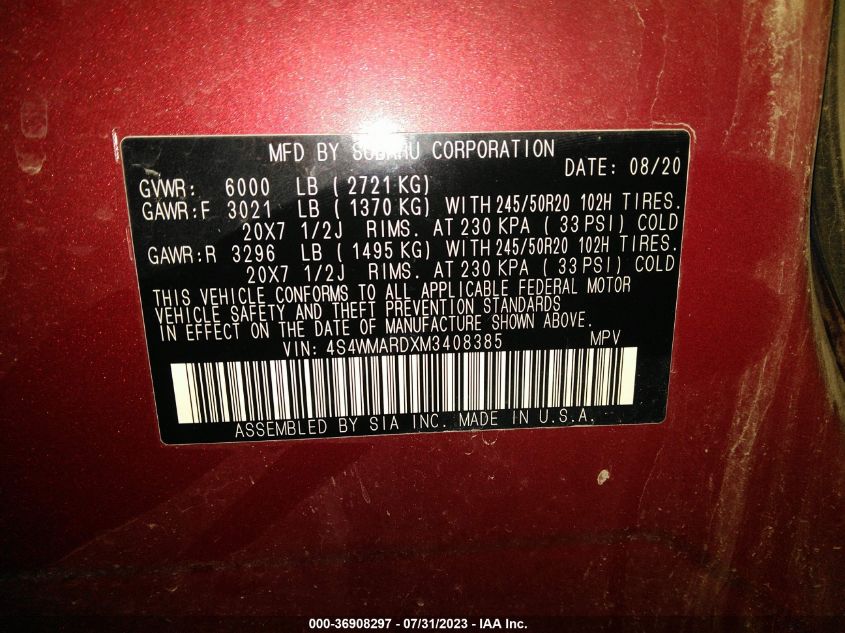 MFD BY SUBARU CORPORATION
DATE: 08/20
GVWR: 6000 LB ( 2721 KG)
GAWR:F 3021 LB ( 1370 KG) WITH 245/50R20 102H TIRES.
20X7 1/2J RIMS. AT 230 KPA ( 33 PSI) COLD
GAWR:R 3296 LB ( 1495 KG) WITH 245/50R20 102H TIRES.
20X7 1/2J RIMS. AT 230 KPA ( 33 PSI) COLD
THIS VEHICLE CONFORMS TO ALL APPLICABLE FEDERAL MOTOR
VEHICLE SAFETY AND THEFT PREVENTION STANDARDS
IN EFFECT ON THE DATE OF MANUFACTURE SHOWN ABOVE.
VIN: 4S4WMARDXM3408385 MPV
ASSEMBLED BY SIA INC. MADE IN U.S.A.
000-36908297 - 07/31/2023 - IAA Inc.